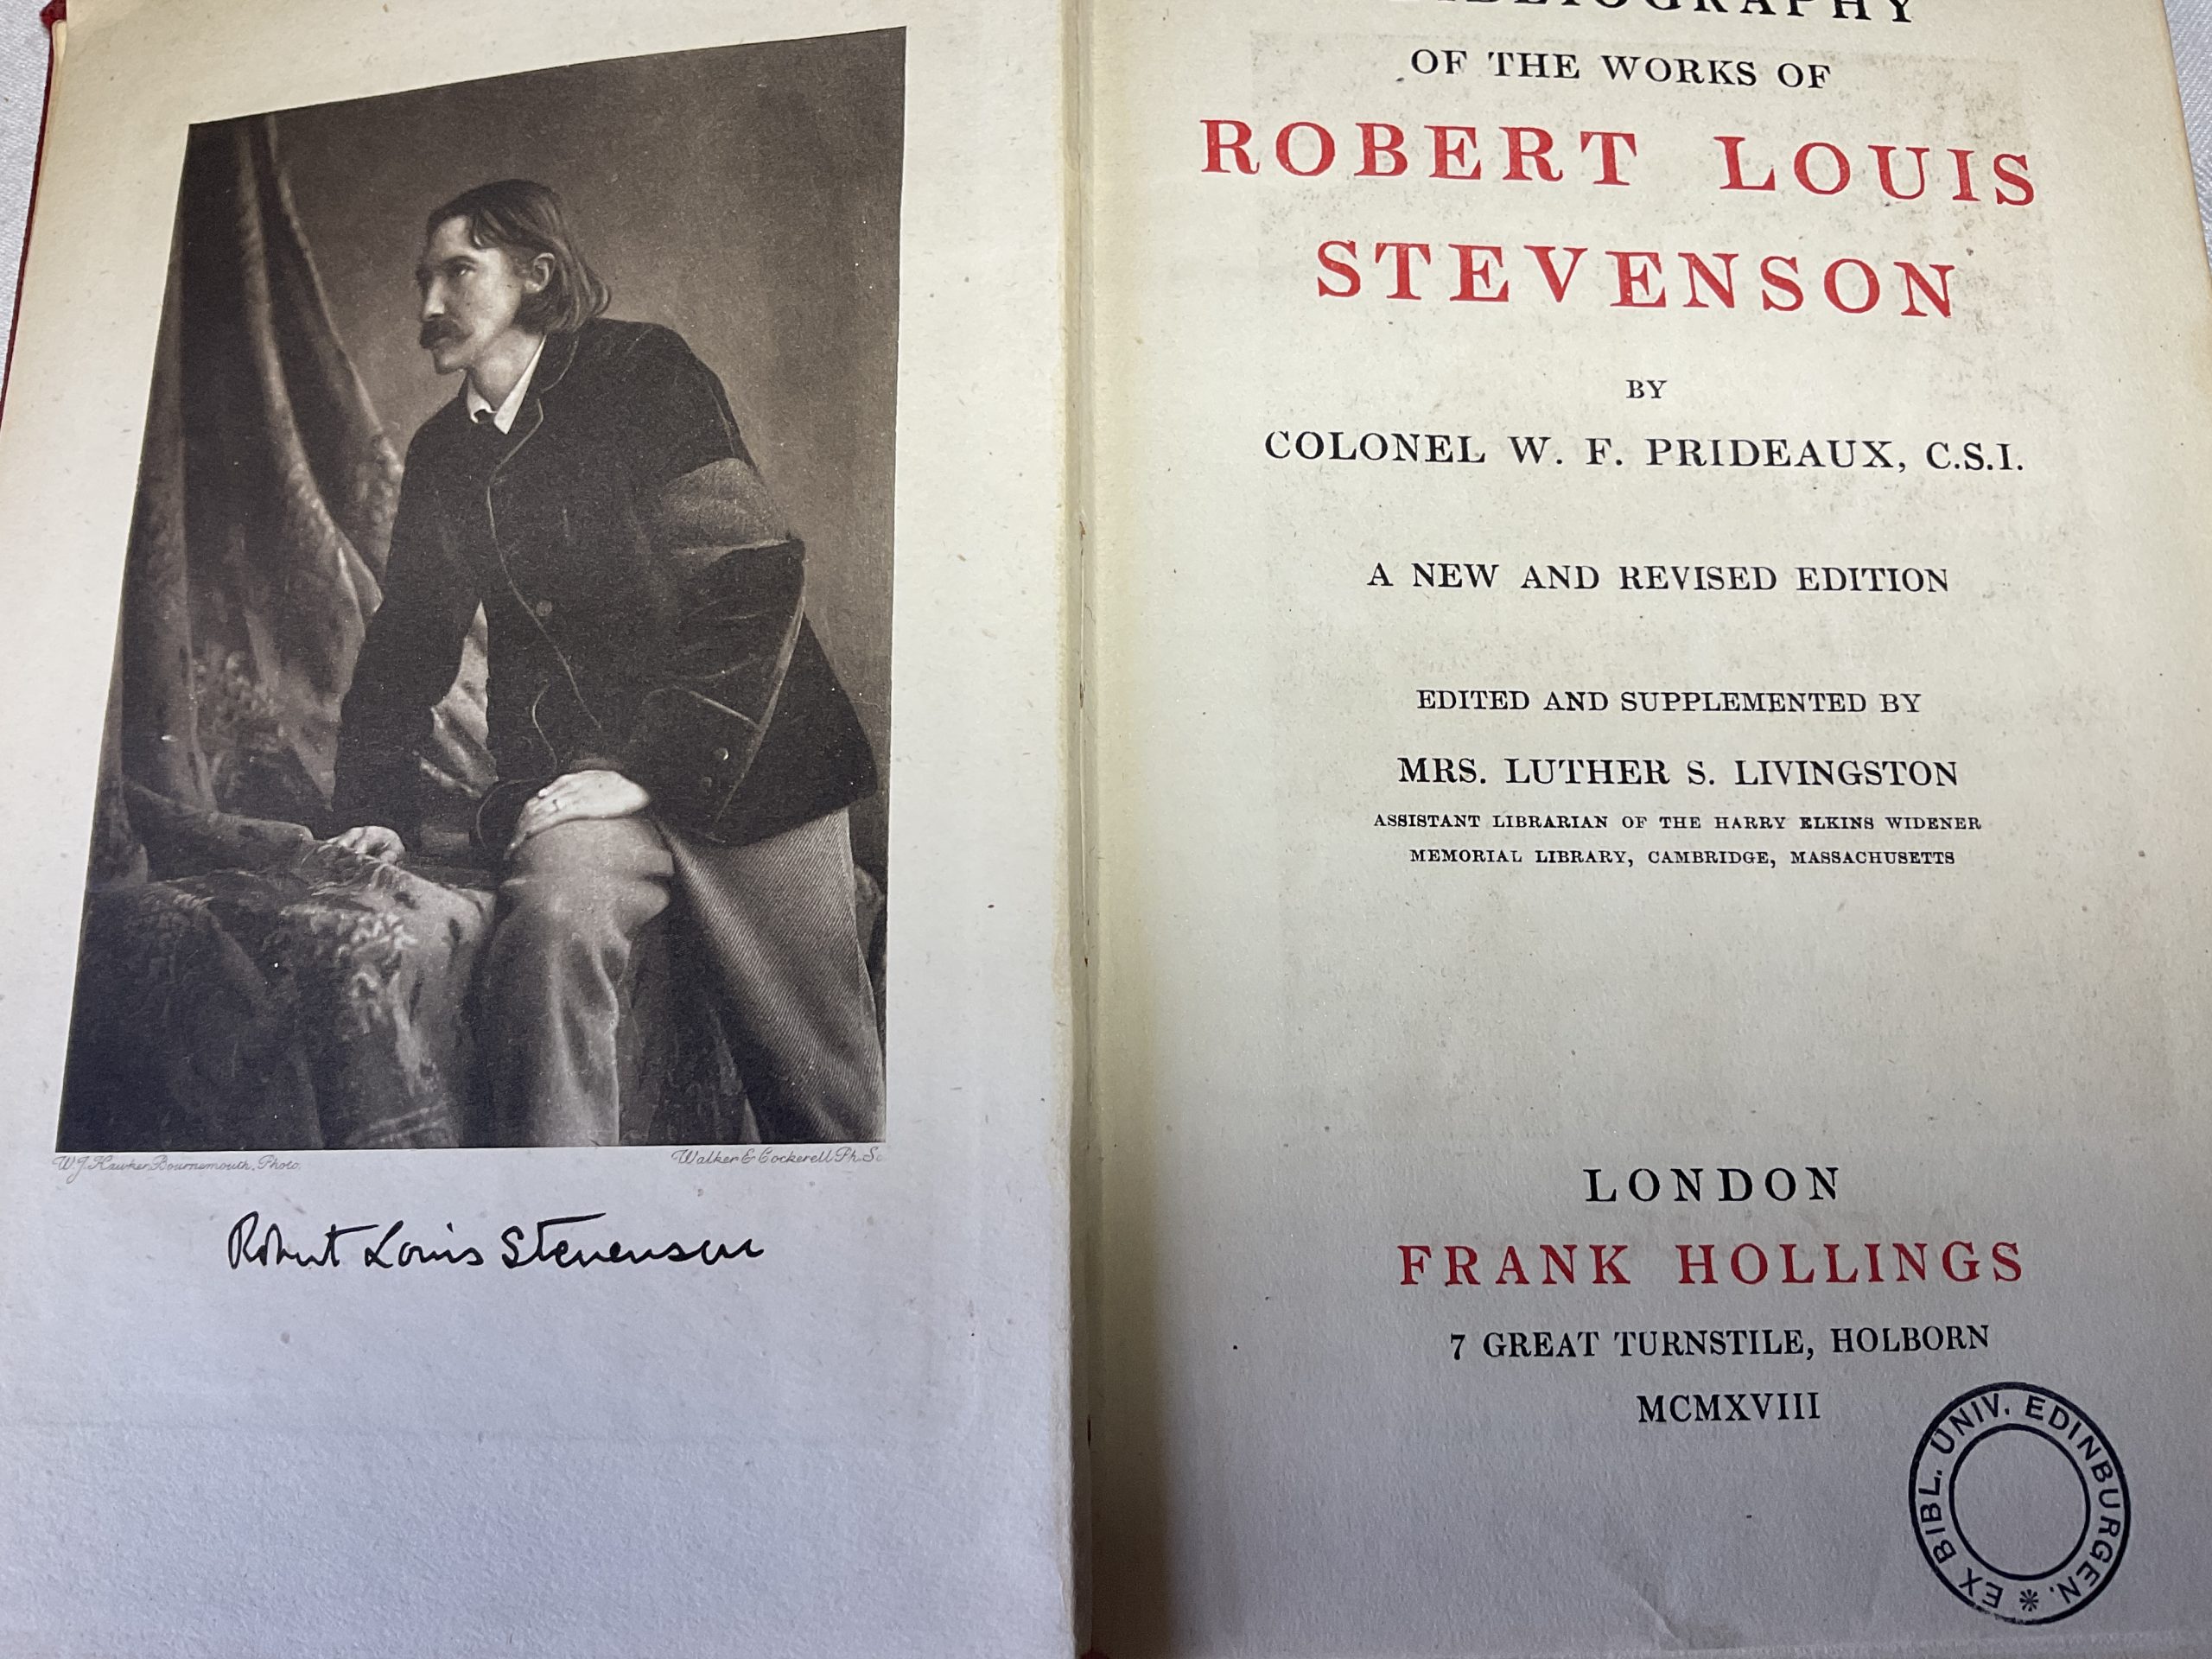 W. J. Hawker, Bournemouth, Photo.
Walker & Cockerell Ph. Sc.
Robert Louis Stevenson
BIBLIOGRAPHY
OF THE WORKS OF
ROBERT LOUIS
STEVENSON
BY
COLONEL W. F. PRIDEAUX, C.S.I.
A NEW AND REVISED EDITION
EDITED AND SUPPLEMENTED BY
MRS. LUTHER S. LIVINGSTON
ASSISTANT LIBRARIAN OF THE HARRY ELKINS WIDENER
MEMORIAL LIBRARY, CAMBRIDGE, MASSACHUSETTS
LONDON
FRANK HOLLINGS
7 GREAT TURNSTILE, HOLBORN
MCMXVIII
EX BIBL. UNIV. EDINBURGEN. *